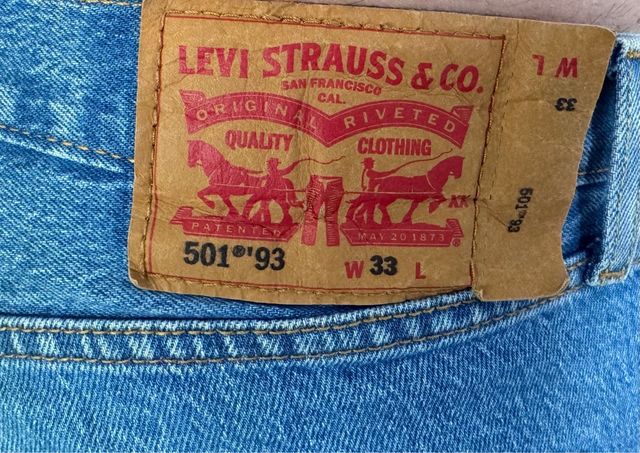 LEVI STRAUSS & CO.
SAN FRANCISCO
CAL.
ORIGINAL RIVETED
QUALITY CLOTHING
XX
PATENTED MAY 20 1873
501®'93
W 33 L
W L
33
501®'93